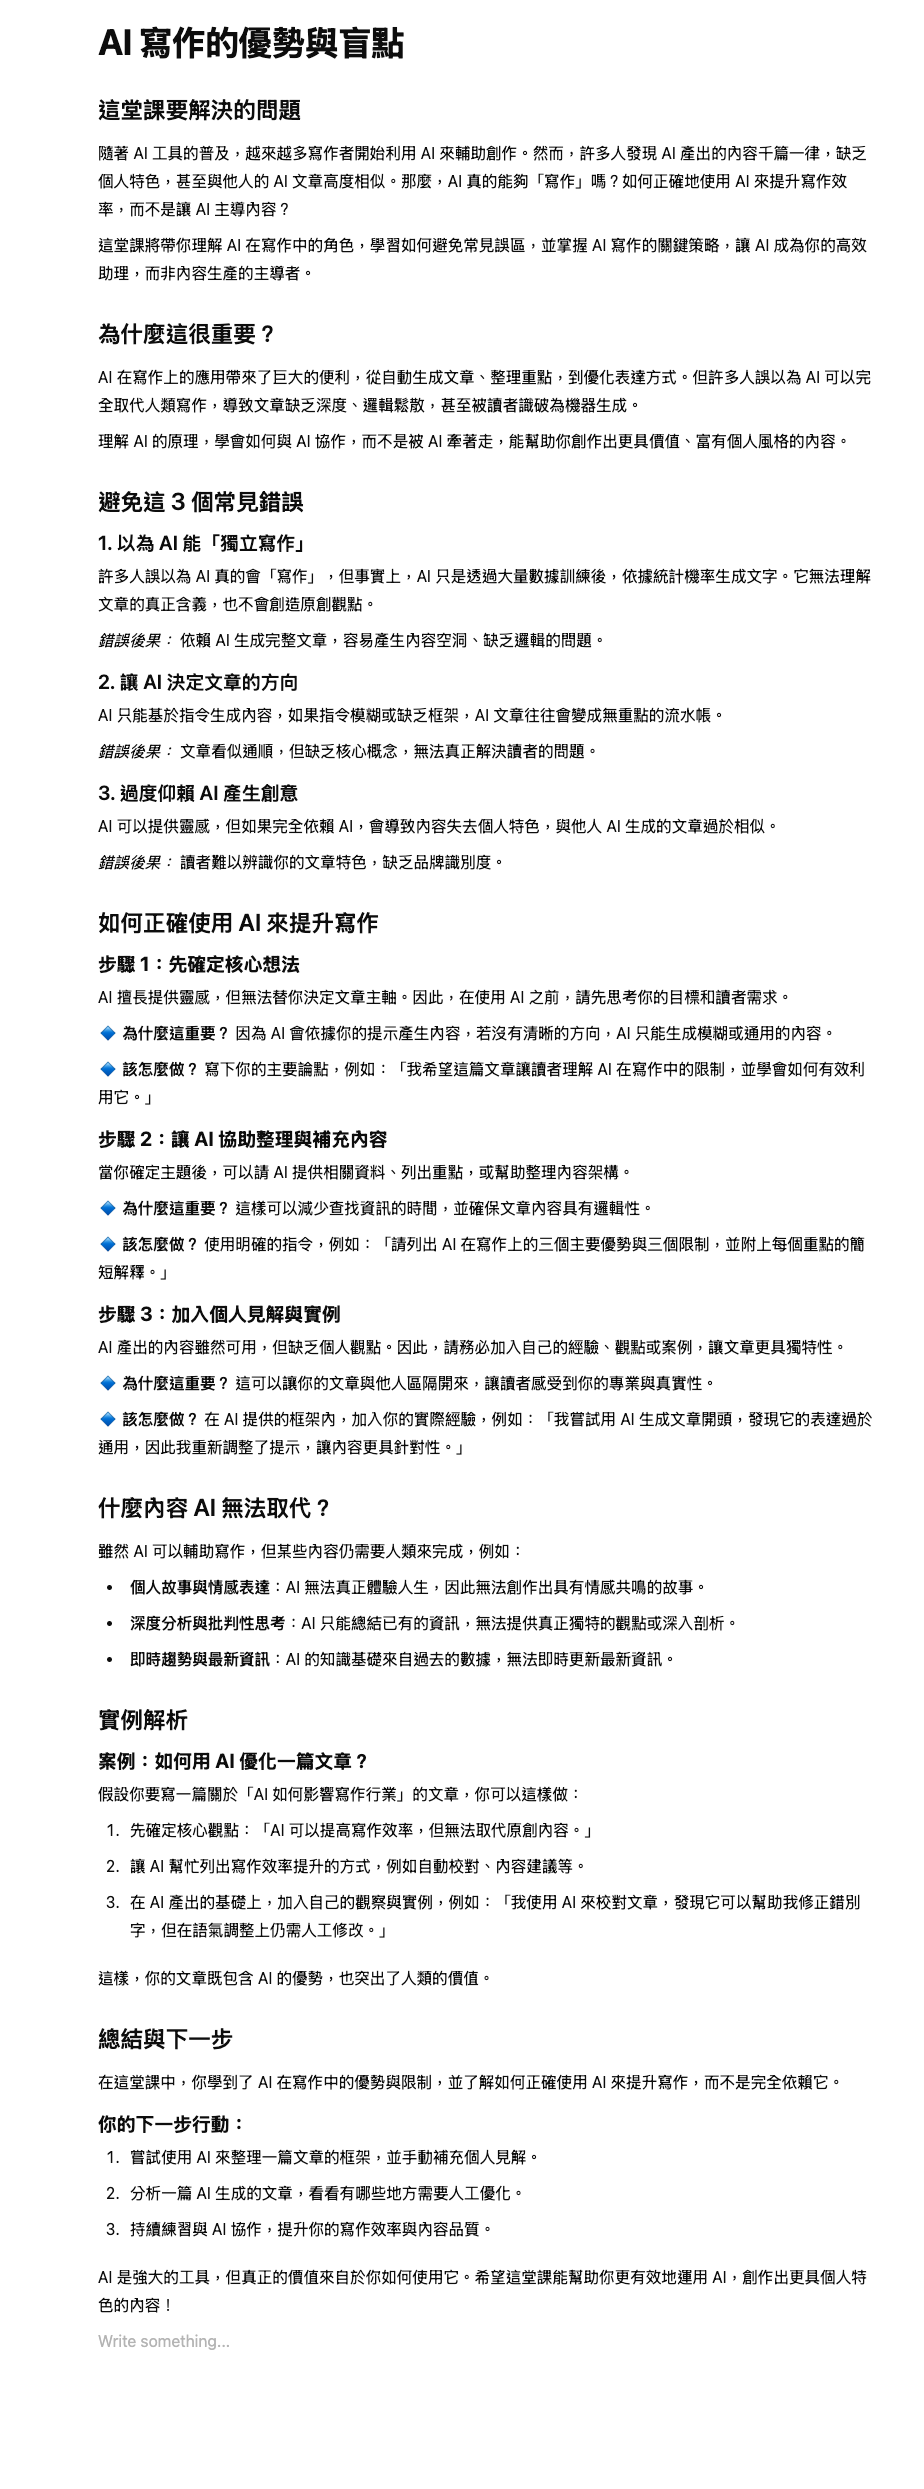 AI 寫作的優勢與盲點
這堂課要解決的問題
隨著 AI 工具的普及，越來越多寫作者開始利用 AI 來輔助創作。然而，許多人發現 AI 產出的內容千篇一律，缺乏
個人特色，甚至與他人的 AI 文章高度相似。那麼，AI 真的能夠「寫作」嗎？如何正確地使用 AI 來提升寫作效
率，而不是讓 AI 主導內容？
這堂課將帶你理解 AI 在寫作中的角色，學習如何避免常見誤區，並掌握 AI 寫作的關鍵策略，讓 AI 成為你的高效
助理，而非內容生產的主導者。
為什麼這很重要？
AI 在寫作上的應用帶來了巨大的便利，從自動生成文章、整理重點，到優化表達方式。但許多人誤以為 AI 可以完
全取代人類寫作，導致文章缺乏深度、邏輯鬆散，甚至被讀者識破為機器生成。
理解 AI 的原理，學會如何與 AI 協作，而不是被 AI 牽著走，能幫助你創作出更具價值、富有個人風格的內容。
避免這 3 個常見錯誤
1. 以為 AI 能「獨立寫作」
許多人誤以為 AI 真的會「寫作」，但事實上，AI 只是透過大量數據訓練後，依據統計機率生成文字。它無法理解
文章的真正含義，也不會創造原創觀點。
錯誤後果： 依賴 AI 生成完整文章，容易產生內容空洞、缺乏邏輯的問題。
2. 讓 AI 決定文章的方向
AI 只能基於指令生成內容，如果指令模糊或缺乏框架，AI 文章往往會變成無重點的流水帳。
錯誤後果： 文章看似通順，但缺乏核心概念，無法真正解決讀者的問題。
3. 過度仰賴 AI 產生創意
AI 可以提供靈感，但如果完全依賴 AI，會導致內容失去個人特色，與他人 AI 生成的文章過於相似。
錯誤後果： 讀者難以辨識你的文章特色，缺乏品牌識別度。
如何正確使用 AI 來提升寫作
步驟 1：先確定核心想法
AI 擅長提供靈感，但無法替你決定文章主軸。因此，在使用 AI 之前，請先思考你的目標和讀者需求。
🔷 為什麼這重要？ 因為 AI 會依據你的提示產生內容，若沒有清晰的方向，AI 只能生成模糊或通用的內容。
🔷 該怎麼做？ 寫下你的主要論點，例如：「我希望這篇文章讓讀者理解 AI 在寫作中的限制，並學會如何有效利
用它。」
步驟 2：讓 AI 協助整理與補充內容
當你確定主題後，可以請 AI 提供相關資料、列出重點，或幫助整理內容架構。
🔷 為什麼這重要？ 這樣可以減少查找資訊的時間，並確保文章內容具有邏輯性。
🔷 該怎麼做？ 使用明確的指令，例如：「請列出 AI 在寫作上的三個主要優勢與三個限制，並附上每個重點的簡
短解釋。」
步驟 3：加入個人見解與實例
AI 產出的內容雖然可用，但缺乏個人觀點。因此，請務必加入自己的經驗、觀點或案例，讓文章更具獨特性。
🔷 為什麼這重要？ 這可以讓你的文章與他人區隔開來，讓讀者感受到你的專業與真實性。
🔷 該怎麼做？ 在 AI 提供的框架內，加入你的實際經驗，例如：「我嘗試用 AI 生成文章開頭，發現它的表達過於
通用，因此我重新調整了提示，讓內容更具針對性。」
什麼內容 AI 無法取代？
雖然 AI 可以輔助寫作，但某些內容仍需要人類來完成，例如：
• 個人故事與情感表達：AI 無法真正體驗人生，因此無法創作出具有情感共鳴的故事。
• 深度分析與批判性思考：AI 只能總結已有的資訊，無法提供真正獨特的觀點或深入剖析。
• 即時趨勢與最新資訊：AI 的知識基礎來自過去的數據，無法即時更新最新資訊。
實例解析
案例：如何用 AI 優化一篇文章？
假設你要寫一篇關於「AI 如何影響寫作行業」的文章，你可以這樣做：
1. 先確定核心觀點：「AI 可以提高寫作效率，但無法取代原創內容。」
2. 讓 AI 幫忙列出寫作效率提升的方式，例如自動校對、內容建議等。
3. 在 AI 產出的基礎上，加入自己的觀察與實例，例如：「我使用 AI 來校對文章，發現它可以幫助我修正錯別
字，但在語氣調整上仍需人工修改。」
這樣，你的文章既包含 AI 的優勢，也突出了人類的價值。
總結與下一步
在這堂課中，你學到了 AI 在寫作中的優勢與限制，並了解如何正確使用 AI 來提升寫作，而不是完全依賴它。
你的下一步行動：
1. 嘗試使用 AI 來整理一篇文章的框架，並手動補充個人見解。
2. 分析一篇 AI 生成的文章，看看有哪些地方需要人工優化。
3. 持續練習與 AI 協作，提升你的寫作效率與內容品質。
AI 是強大的工具，但真正的價值來自於你如何使用它。希望這堂課能幫助你更有效地運用 AI，創作出更具個人特
色的內容！
Write something...